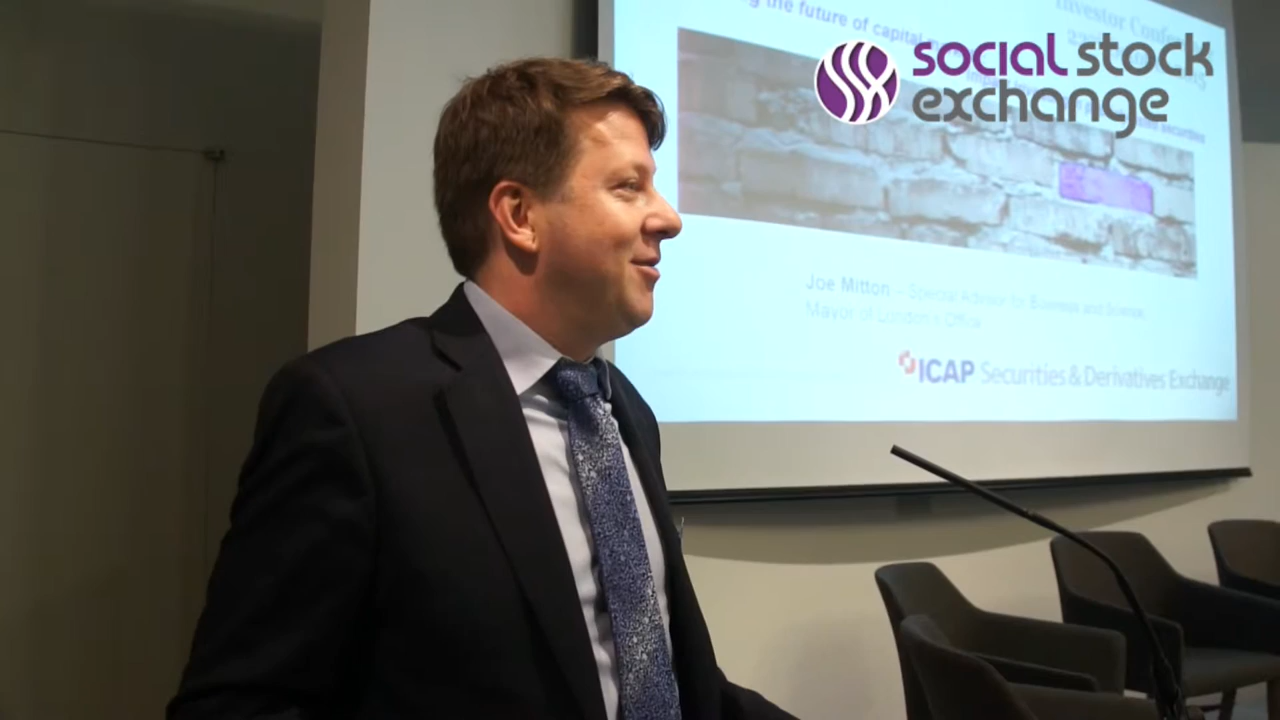 the future of capital
Investor
social stock
exchange
securities
Joe Mitton – Special Advisor for Business and Science
Mayor of London's Office
ICAP Securities & Derivatives Exchange